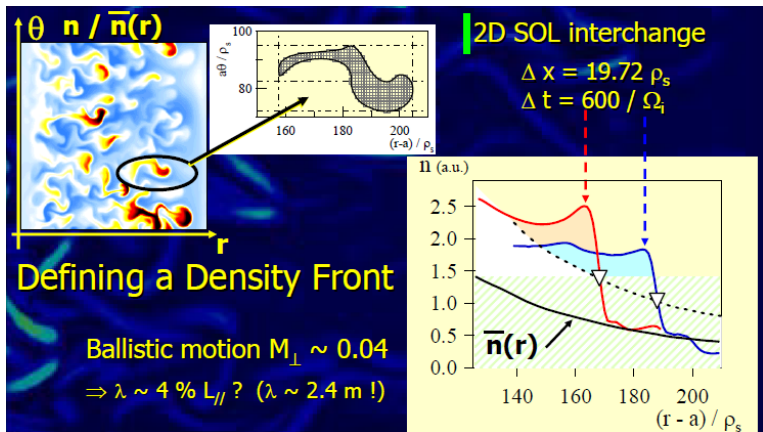 θ n / n̅(r)
r
aθ / ρₛ
100
80
160 180 200
(r-a) / ρₛ
2D SOL interchange
Δ x = 19.72 ρₛ
Δ t = 600 / Ωᵢ
Defining a Density Front
Ballistic motion M⊥ ~ 0.04
⇒ λ ~ 4 % L// ? (λ ~ 2.4 m !)
n (a.u.)
2.5
2.0
1.5
1.0
0.5
0.0
n̅(r)
140 160 180 200
(r - a) / ρₛ